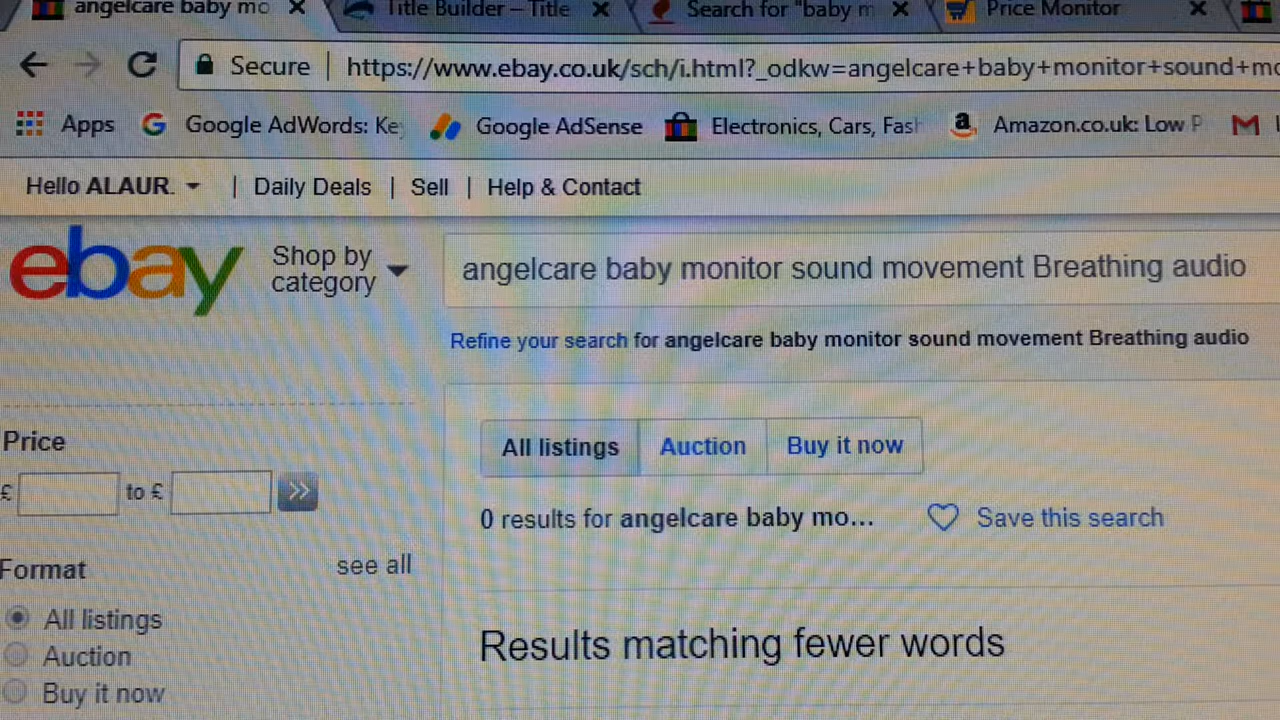 angelcare baby mo
Title Builder – Title
Search for "baby m
Price Monitor
Secure | https://www.ebay.co.uk/sch/i.html?_odkw=angelcare+baby+monitor+sound+mo
Apps
Google AdWords: Ke
Google AdSense
Electronics, Cars, Fash
Amazon.co.uk: Low P
Hello ALAUR. | Daily Deals | Sell | Help & Contact
ebay
Shop by
category
angelcare baby monitor sound movement Breathing audio
Refine your search for angelcare baby monitor sound movement Breathing audio
All listings Auction Buy it now
0 results for angelcare baby mo...
Save this search
Results matching fewer words
Price
£ to £
Format see all
All listings
Auction
Buy it now